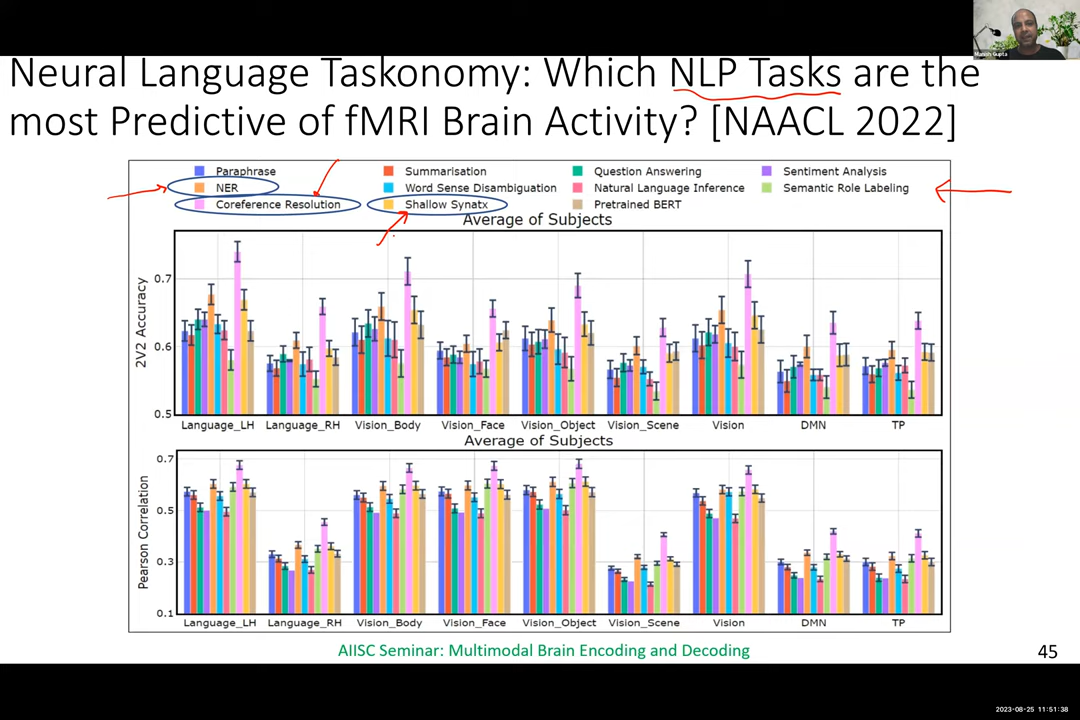 Manish Gupta
Neural Language Taskonomy: Which NLP Tasks are the
most Predictive of fMRI Brain Activity? [NAACL 2022]
Paraphrase Summarisation Question Answering Sentiment Analysis
NER Word Sense Disambiguation Natural Language Inference Semantic Role Labeling
Coreference Resolution Shallow Synatx Pretrained BERT
Average of Subjects
2V2 Accuracy
0.7
0.6
0.5
Language_LH Language_RH Vision_Body Vision_Face Vision_Object Vision_Scene Vision DMN TP
Average of Subjects
Pearson Correlation
0.7
0.5
0.3
0.1
Language_LH Language_RH Vision_Body Vision_Face Vision_Object Vision_Scene Vision DMN TP
AIISC Seminar: Multimodal Brain Encoding and Decoding
45
2023-08-25 11:51:38